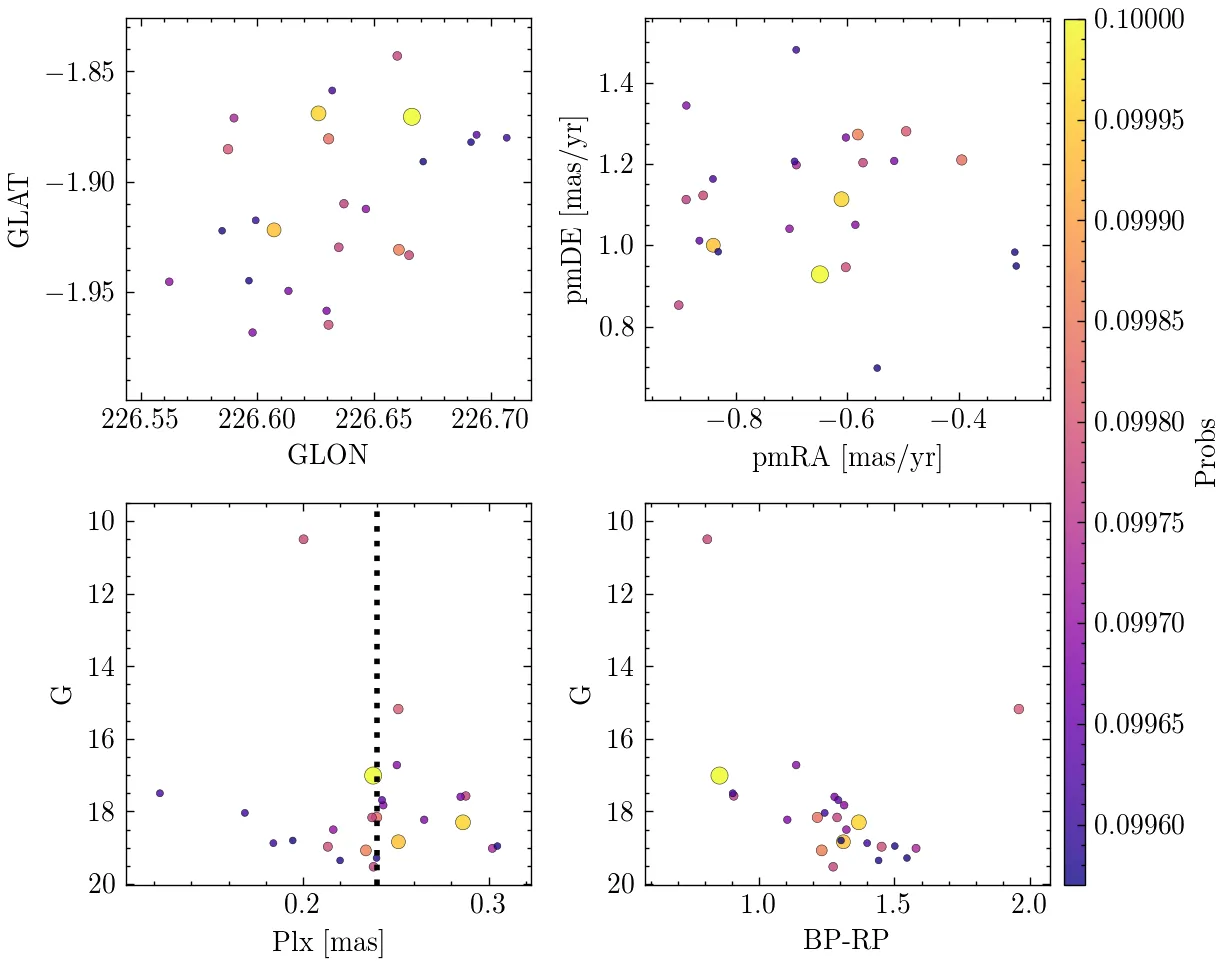 −1.85
−1.90
−1.95
GLAT
226.55 226.60 226.65 226.70
GLON
1.4
1.2
1.0
0.8
pmDE [mas/yr]
−0.8 −0.6 −0.4
pmRA [mas/yr]
10
12
14
16
18
20
G
0.2 0.3
Plx [mas]
10
12
14
16
18
20
G
1.0 1.5 2.0
BP-RP
0.10000
0.09995
0.09990
0.09985
0.09980
0.09975
0.09970
0.09965
0.09960
Probs